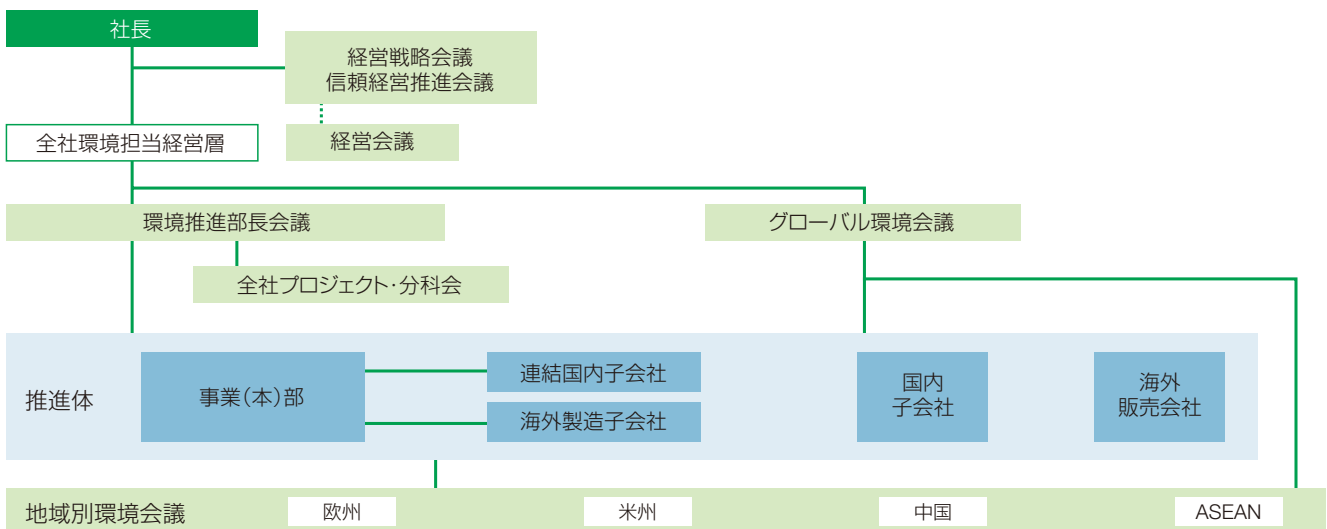 社長
経営戦略会議
信頼経営推進会議
全社環境担当経営層
経営会議
環境推進部長会議
グローバル環境会議
全社プロジェクト・分科会
推進体
事業（本）部
連結国内子会社
海外製造子会社
国内
子会社
海外
販売会社
地域別環境会議
欧州
米州
中国
ASEAN